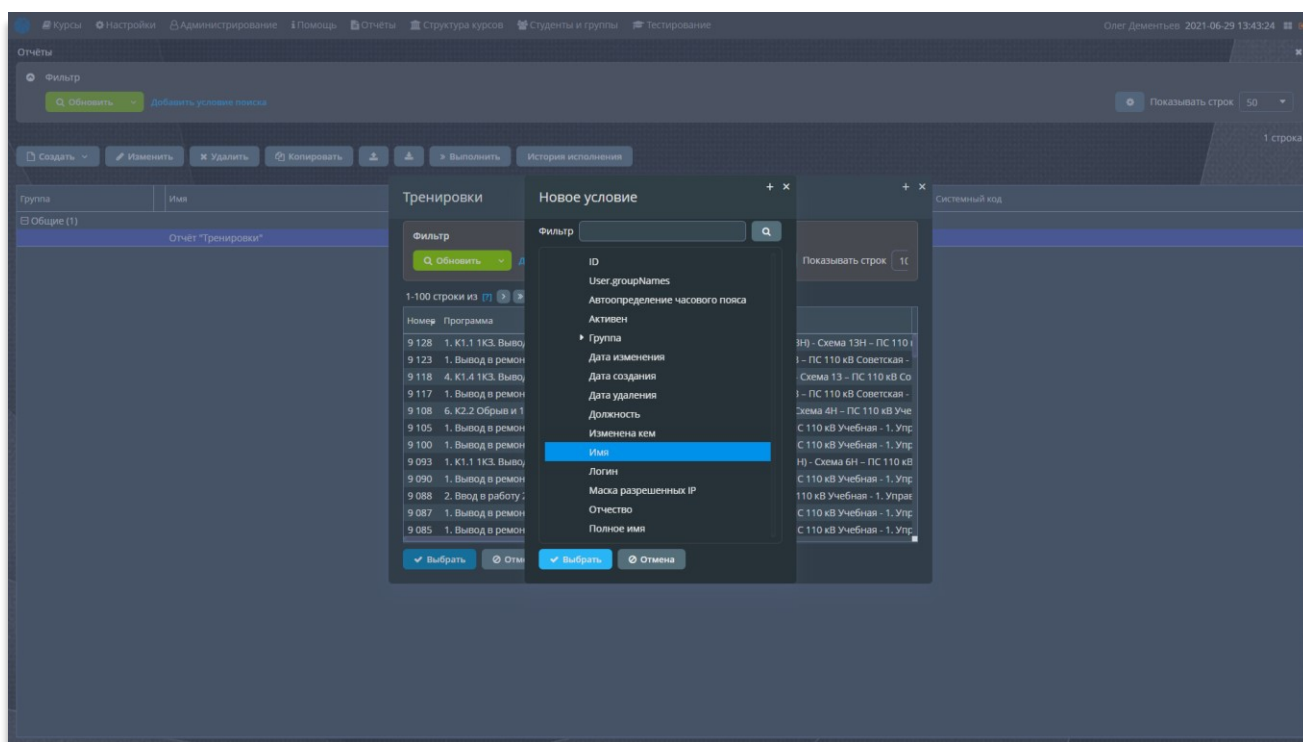 Курсы Настройки Администрирование Помощь Отчёты Структура курсов Студенты и группы Тестирование Олег Дементьев 2021-06-29 13:43:24
Отчёты
Фильтр
Обновить Добавить условие поиска Показывать строк 50
1 строка
Создать Изменить Удалить Копировать Выполнить История исполнения
Группа Имя Системный код
Общие (1)
Отчёт "Тренировки"
Тренировки
Фильтр
Обновить Показывать строк
1-100 строки из [?]
Номер Программа
9 128 1. К1.1 1КЗ. Выво 3Н) - Схема 13Н – ПС 110
9 123 1. Вывод в ремон – ПС 110 кВ Советская -
9 118 4. К1.4 1КЗ. Выво - Схема 13 – ПС 110 кВ Со
9 117 1. Вывод в ремон – ПС 110 кВ Советская -
9 108 6. К2.2 Обрыв и 1 Схема 4Н – ПС 110 кВ Уче
9 105 1. Вывод в ремон С 110 кВ Учебная - 1. Упр
9 100 1. Вывод в ремон С 110 кВ Учебная - 1. Упр
9 093 1. К1.1 1КЗ. Выво Н) - Схема 6Н – ПС 110 кВ
9 090 1. Вывод в ремон С 110 кВ Учебная - 1. Упр
9 088 2. Ввод в работу 110 кВ Учебная - 1. Управ
9 087 1. Вывод в ремон С 110 кВ Учебная - 1. Упр
9 085 1. Вывод в ремон С 110 кВ Учебная - 1. Упр
Выбрать Отм
Новое условие
Фильтр
ID
User.groupNames
Автоопределение часового пояса
Активен
Группа
Дата изменения
Дата создания
Дата удаления
Должность
Изменена кем
Имя
Логин
Маска разрешенных IP
Отчество
Полное имя
Выбрать Отмена